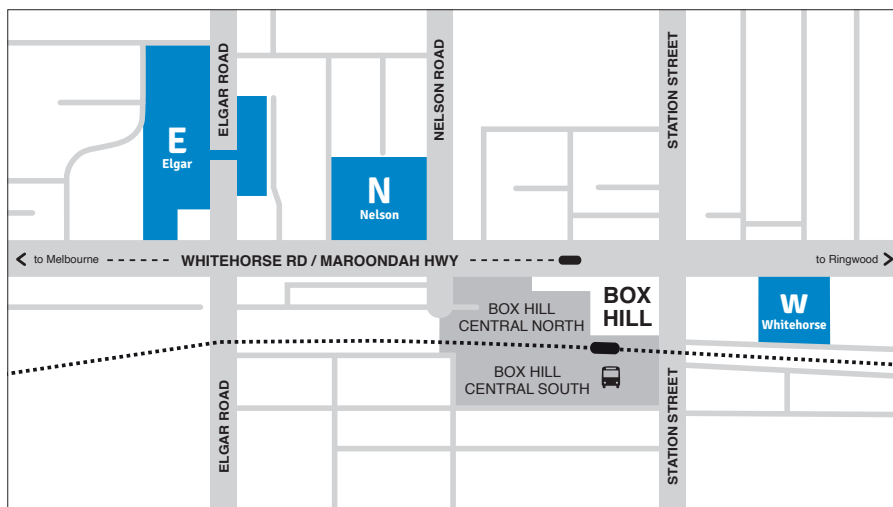 ELGAR ROAD
NELSON ROAD
STATION STREET
E
Elgar
N
Nelson
to Melbourne
WHITEHORSE RD / MAROONDAH HWY
to Ringwood
BOX HILL
CENTRAL NORTH
BOX
HILL
W
Whitehorse
BOX HILL
CENTRAL SOUTH
ELGAR ROAD
STATION STREET